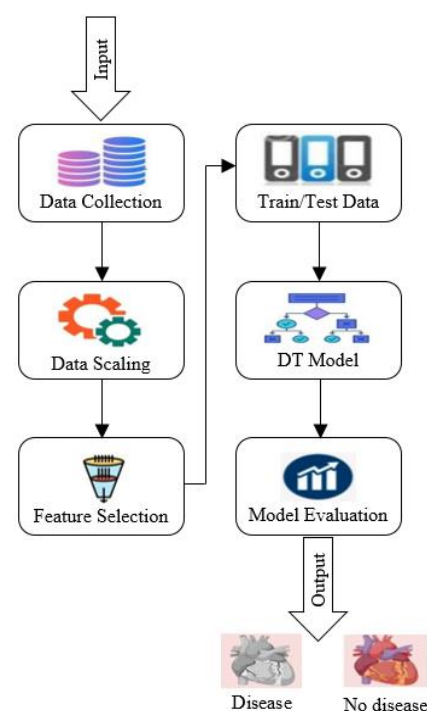 Input
Data Collection
Data Scaling
Feature Selection
Train/Test Data
DT Model
Model Evaluation
Output
Disease
No disease